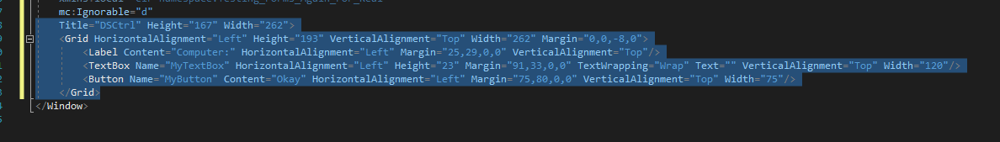 mc:Ignorable="d"
Title="DSCtrl" Height="167" Width="262">
<Grid HorizontalAlignment="Left" Height="193" VerticalAlignment="Top" Width="262" Margin="0,0,-8,0">
<Label Content="Computer:" HorizontalAlignment="Left" Margin="25,29,0,0" VerticalAlignment="Top"/>
<TextBox Name="MyTextBox" HorizontalAlignment="Left" Height="23" Margin="91,33,0,0" TextWrapping="Wrap" Text="" VerticalAlignment="Top" Width="120"/>
<Button Name="MyButton" Content="Okay" HorizontalAlignment="Left" Margin="75,80,0,0" VerticalAlignment="Top" Width="75"/>
</Grid>
</Window>